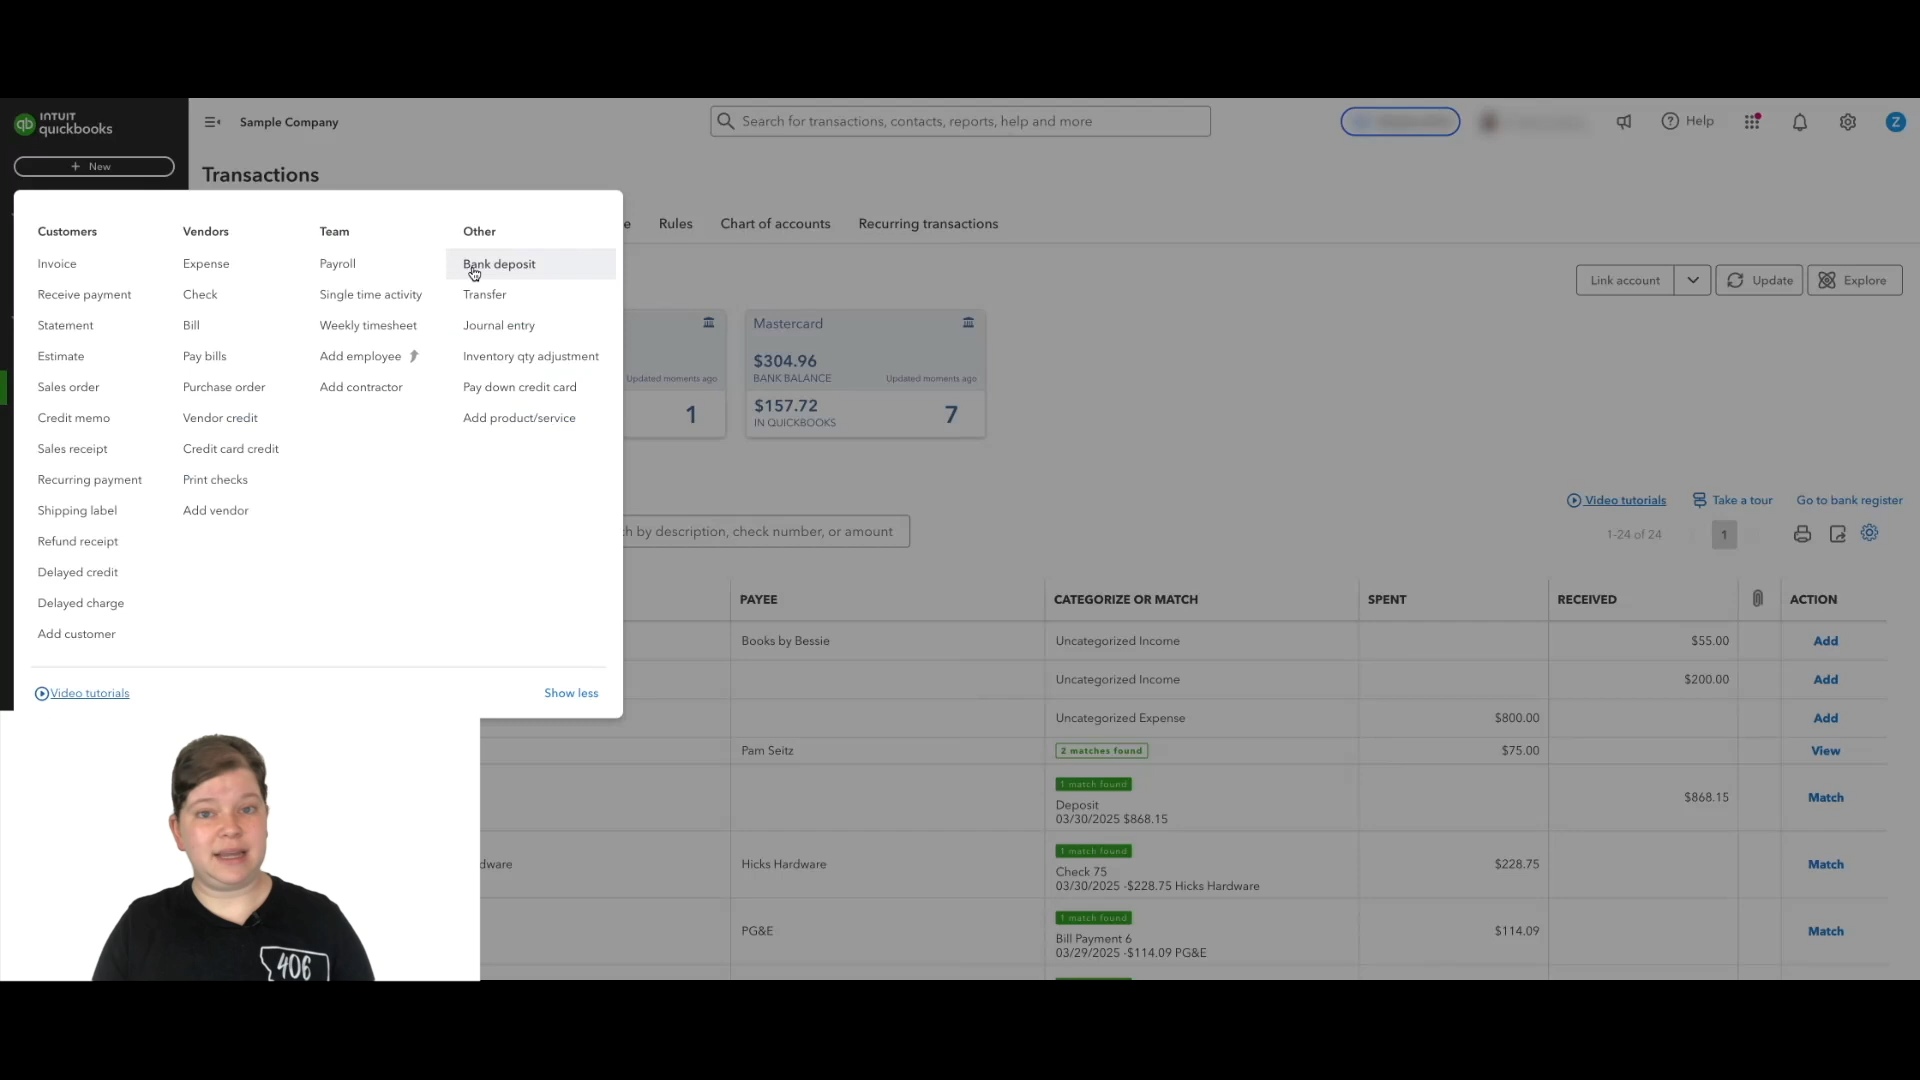 INTUIT
quickbooks
Sample Company
Search for transactions, contacts, reports, help and more
Help
Z
+ New
Transactions
e
Rules
Chart of accounts
Recurring transactions
Customers
Invoice
Receive payment
Statement
Estimate
Sales order
Credit memo
Sales receipt
Recurring payment
Shipping label
Refund receipt
Delayed credit
Delayed charge
Add customer
Vendors
Expense
Check
Bill
Pay bills
Purchase order
Vendor credit
Credit card credit
Print checks
Add vendor
Team
Payroll
Single time activity
Weekly timesheet
Add employee
Add contractor
Other
Bank deposit
Transfer
Journal entry
Inventory qty adjustment
Pay down credit card
Add product/service
Video tutorials
Show less
Link account
Update
Explore
Updated moments ago
1
Mastercard
$304.96
BANK BALANCE
Updated moments ago
$157.72
IN QUICKBOOKS
7
Video tutorials
Take a tour
Go to bank register
h by description, check number, or amount
1-24 of 24
1
PAYEE CATEGORIZE OR MATCH SPENT RECEIVED ACTION
Books by Bessie Uncategorized Income $55.00 Add
Uncategorized Income $200.00 Add
Uncategorized Expense $800.00 Add
Pam Seitz 2 matches found $75.00 View
1 match found
Deposit $868.15 Match
03/30/2025 $868.15
1 match found
dware Hicks Hardware Check 75 $228.75 Match
03/30/2025 -$228.75 Hicks Hardware
1 match found
PG&E Bill Payment 6 $114.09 Match
03/29/2025 -$114.09 PG&E
406